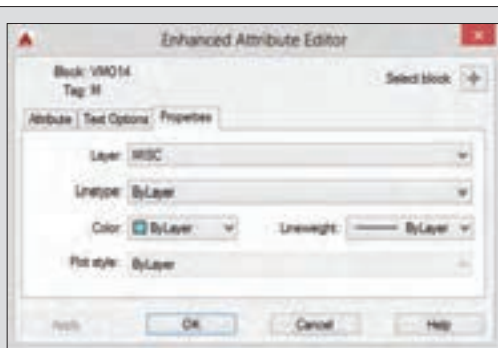 Enhanced Attribute Editor
Block: VM014
Tag: M
Select block
Attribute Text Options Properties
Layer: MISC
Linetype: ByLayer
Color: ByLayer Lineweight: ByLayer
Plot style: ByLayer
Apply OK Cancel Help